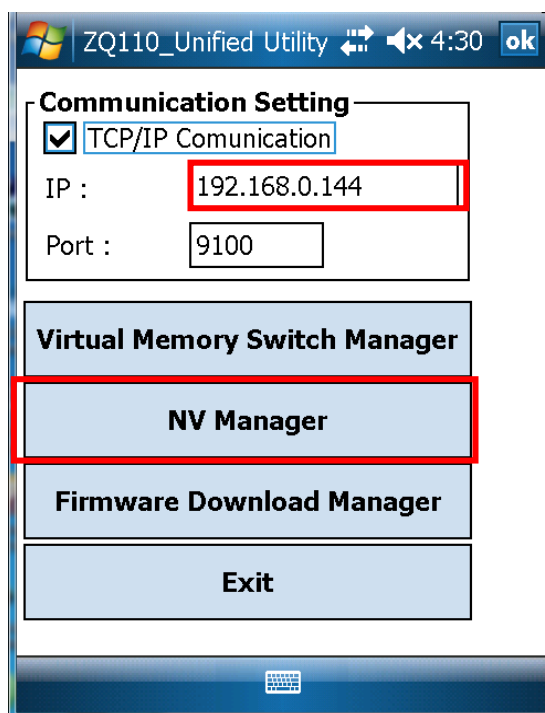 ZQ110_Unified Utility 4:30 ok
Communication Setting
TCP/IP Comunication
IP : 192.168.0.144
Port : 9100
Virtual Memory Switch Manager
NV Manager
Firmware Download Manager
Exit